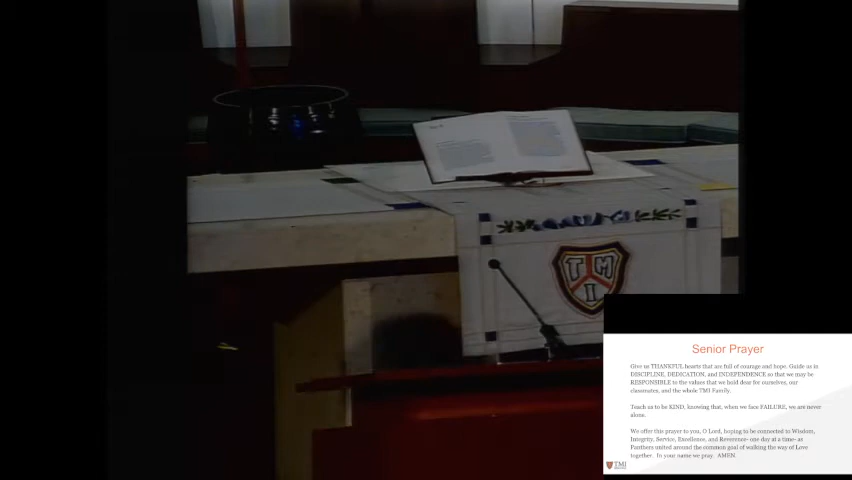 TMI
Senior Prayer
Give us THANKFUL hearts that are full of courage and hope. Guide us in
DISCIPLINE, DEDICATION, and INDEPENDENCE so that we may be
RESPONSIBLE to the values that we hold dear for ourselves, our
classmates, and the whole TMI Family.
Teach us to be KIND, knowing that, when we face FAILURE, we are never
alone.
We offer this prayer to you, O Lord, hoping to be connected to Wisdom,
Integrity, Service, Excellence, and Reverence- one day at a time- as
Panthers united around the common goal of walking the way of Love
together. In your name we pray. AMEN.
TMI